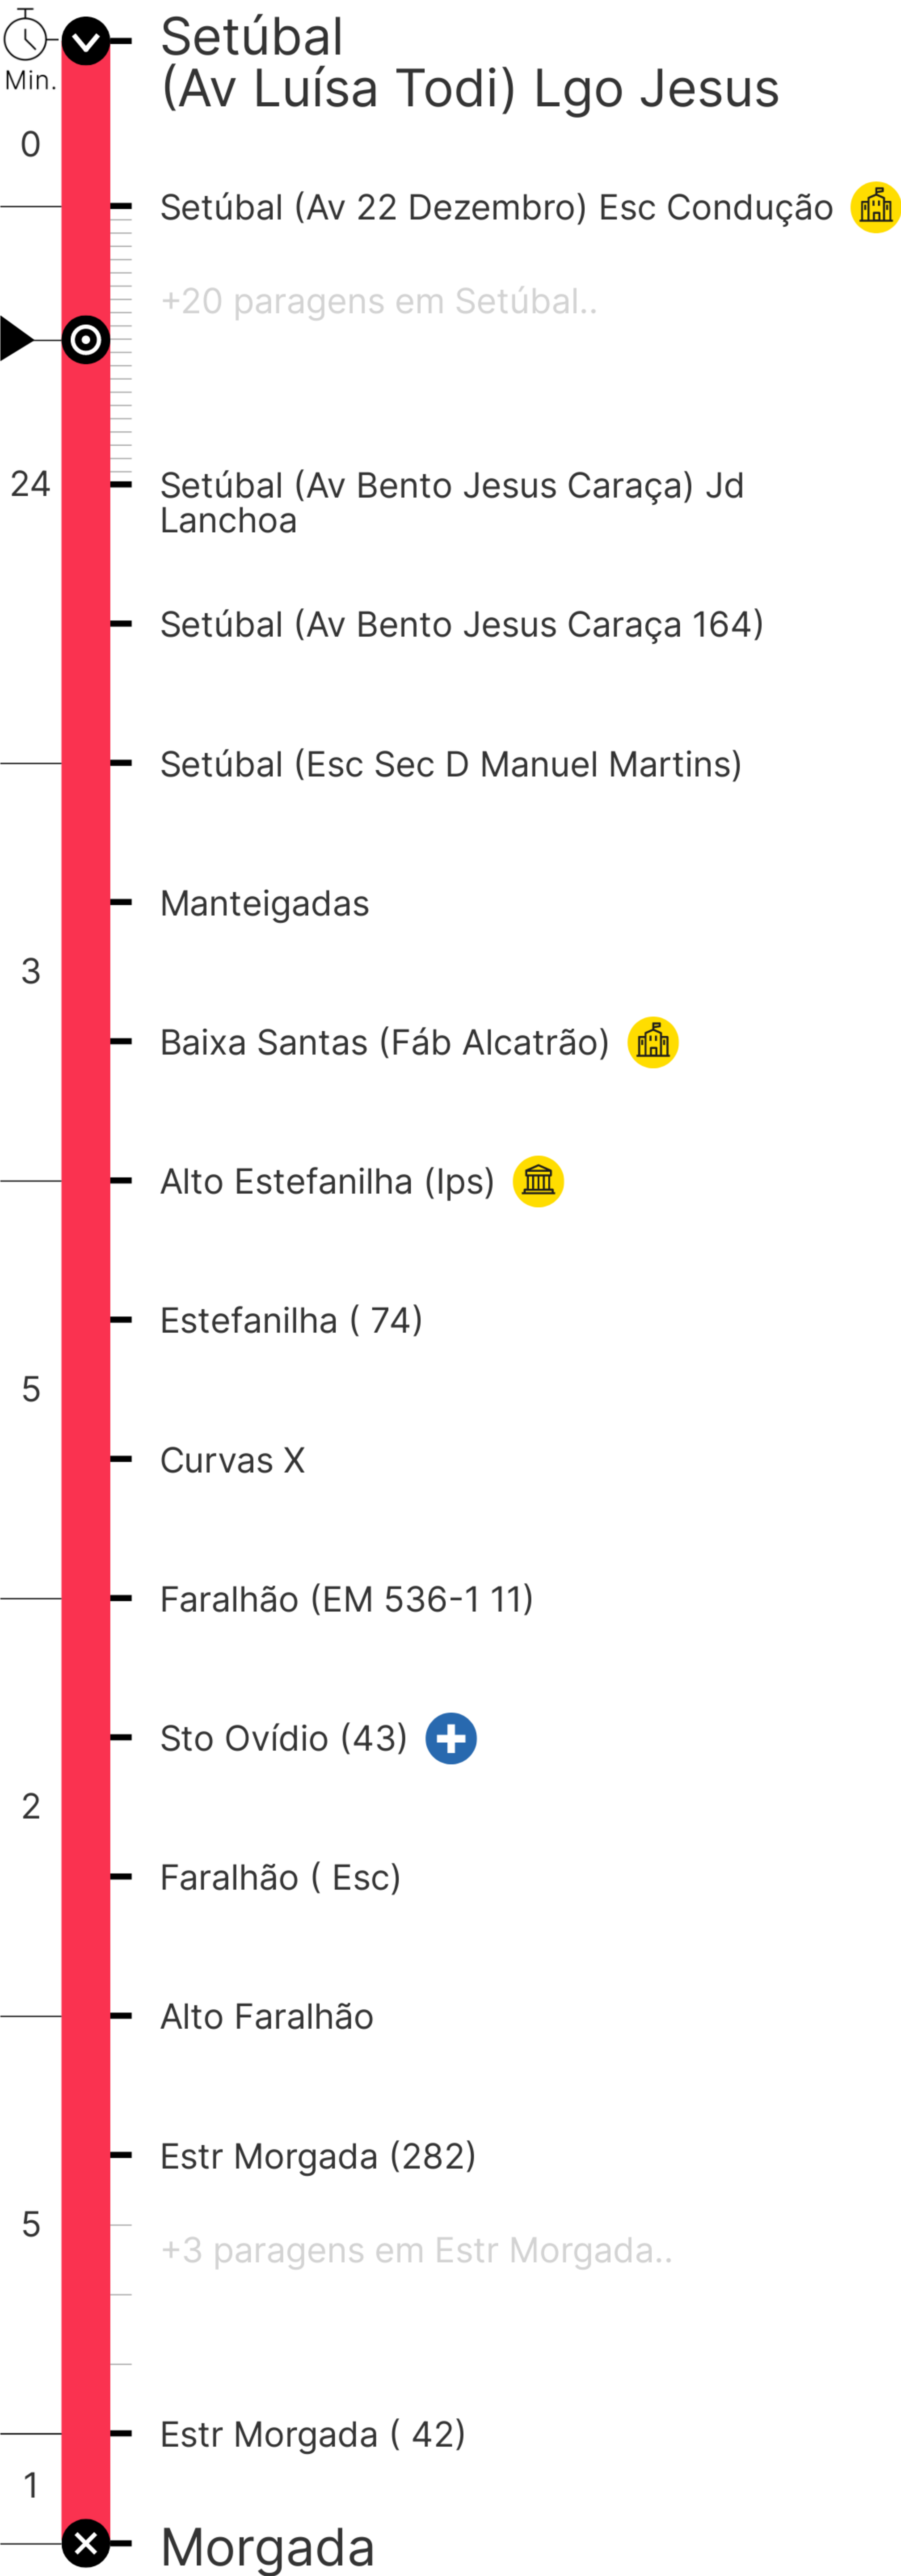 Setúbal
(Av Luísa Todi) Lgo Jesus
Min.
0
Setúbal (Av 22 Dezembro) Esc Condução
+20 paragens em Setúbal..
24
Setúbal (Av Bento Jesus Caraça) Jd
Lanchoa
Setúbal (Av Bento Jesus Caraça 164)
Setúbal (Esc Sec D Manuel Martins)
Manteigadas
3
Baixa Santas (Fáb Alcatrão)
Alto Estefanilha (Ips)
Estefanilha ( 74)
5
Curvas X
Faralhão (EM 536-1 11)
Sto Ovídio (43)
2
Faralhão ( Esc)
Alto Faralhão
Estr Morgada (282)
5
+3 paragens em Estr Morgada..
Estr Morgada ( 42)
1
Morgada